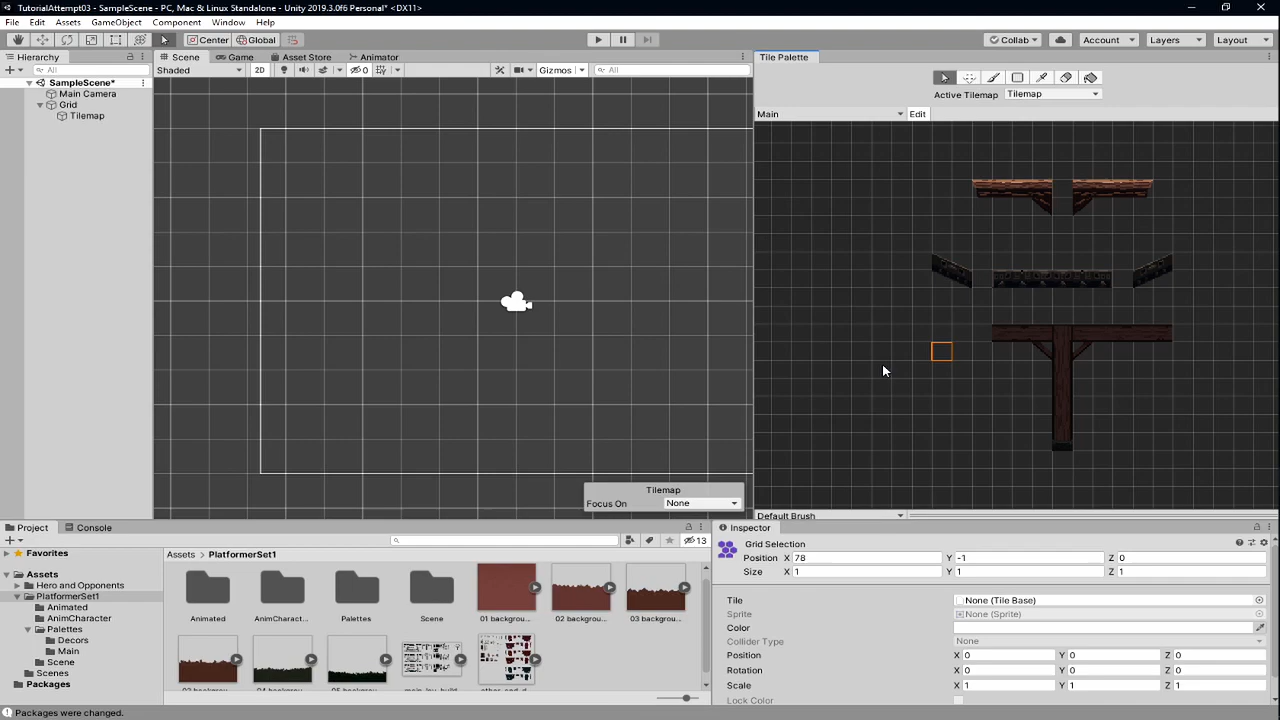 TutorialAttempt03 - SampleScene - PC, Mac & Linux Standalone - Unity 2019.3.0f6 Personal* <DX11>
File Edit Assets GameObject Component Window Help
Center Global Collab Account Layers Layout
Hierarchy Scene Game Asset Store Animator Tile Palette
All Shaded 2D 0 Gizmos All
SampleScene*
Main Camera
Grid
Tilemap
Active Tilemap Tilemap
Main Edit
Tilemap
Focus On None
Default Brush
Project Console Inspector
13
Favorites
Assets
Hero and Opponents
PlatformerSet1
Animated
AnimCharacter
Palettes
Decors
Main
Scene
Scenes
Packages
Assets > PlatformerSet1
Animated AnimCharact... Palettes Scene 01 backgrou... 02 backgrou... 03 backgrou...
Grid Selection
Position X 78 Y -1 Z 0
Size X 1 Y 1 Z 1
Tile None (Tile Base)
Sprite None (Sprite)
Color
Collider Type None
Position X 0 Y 0 Z 0
Rotation X 0 Y 0 Z 0
Scale X 1 Y 1 Z 1
Lock Color
Packages were changed.